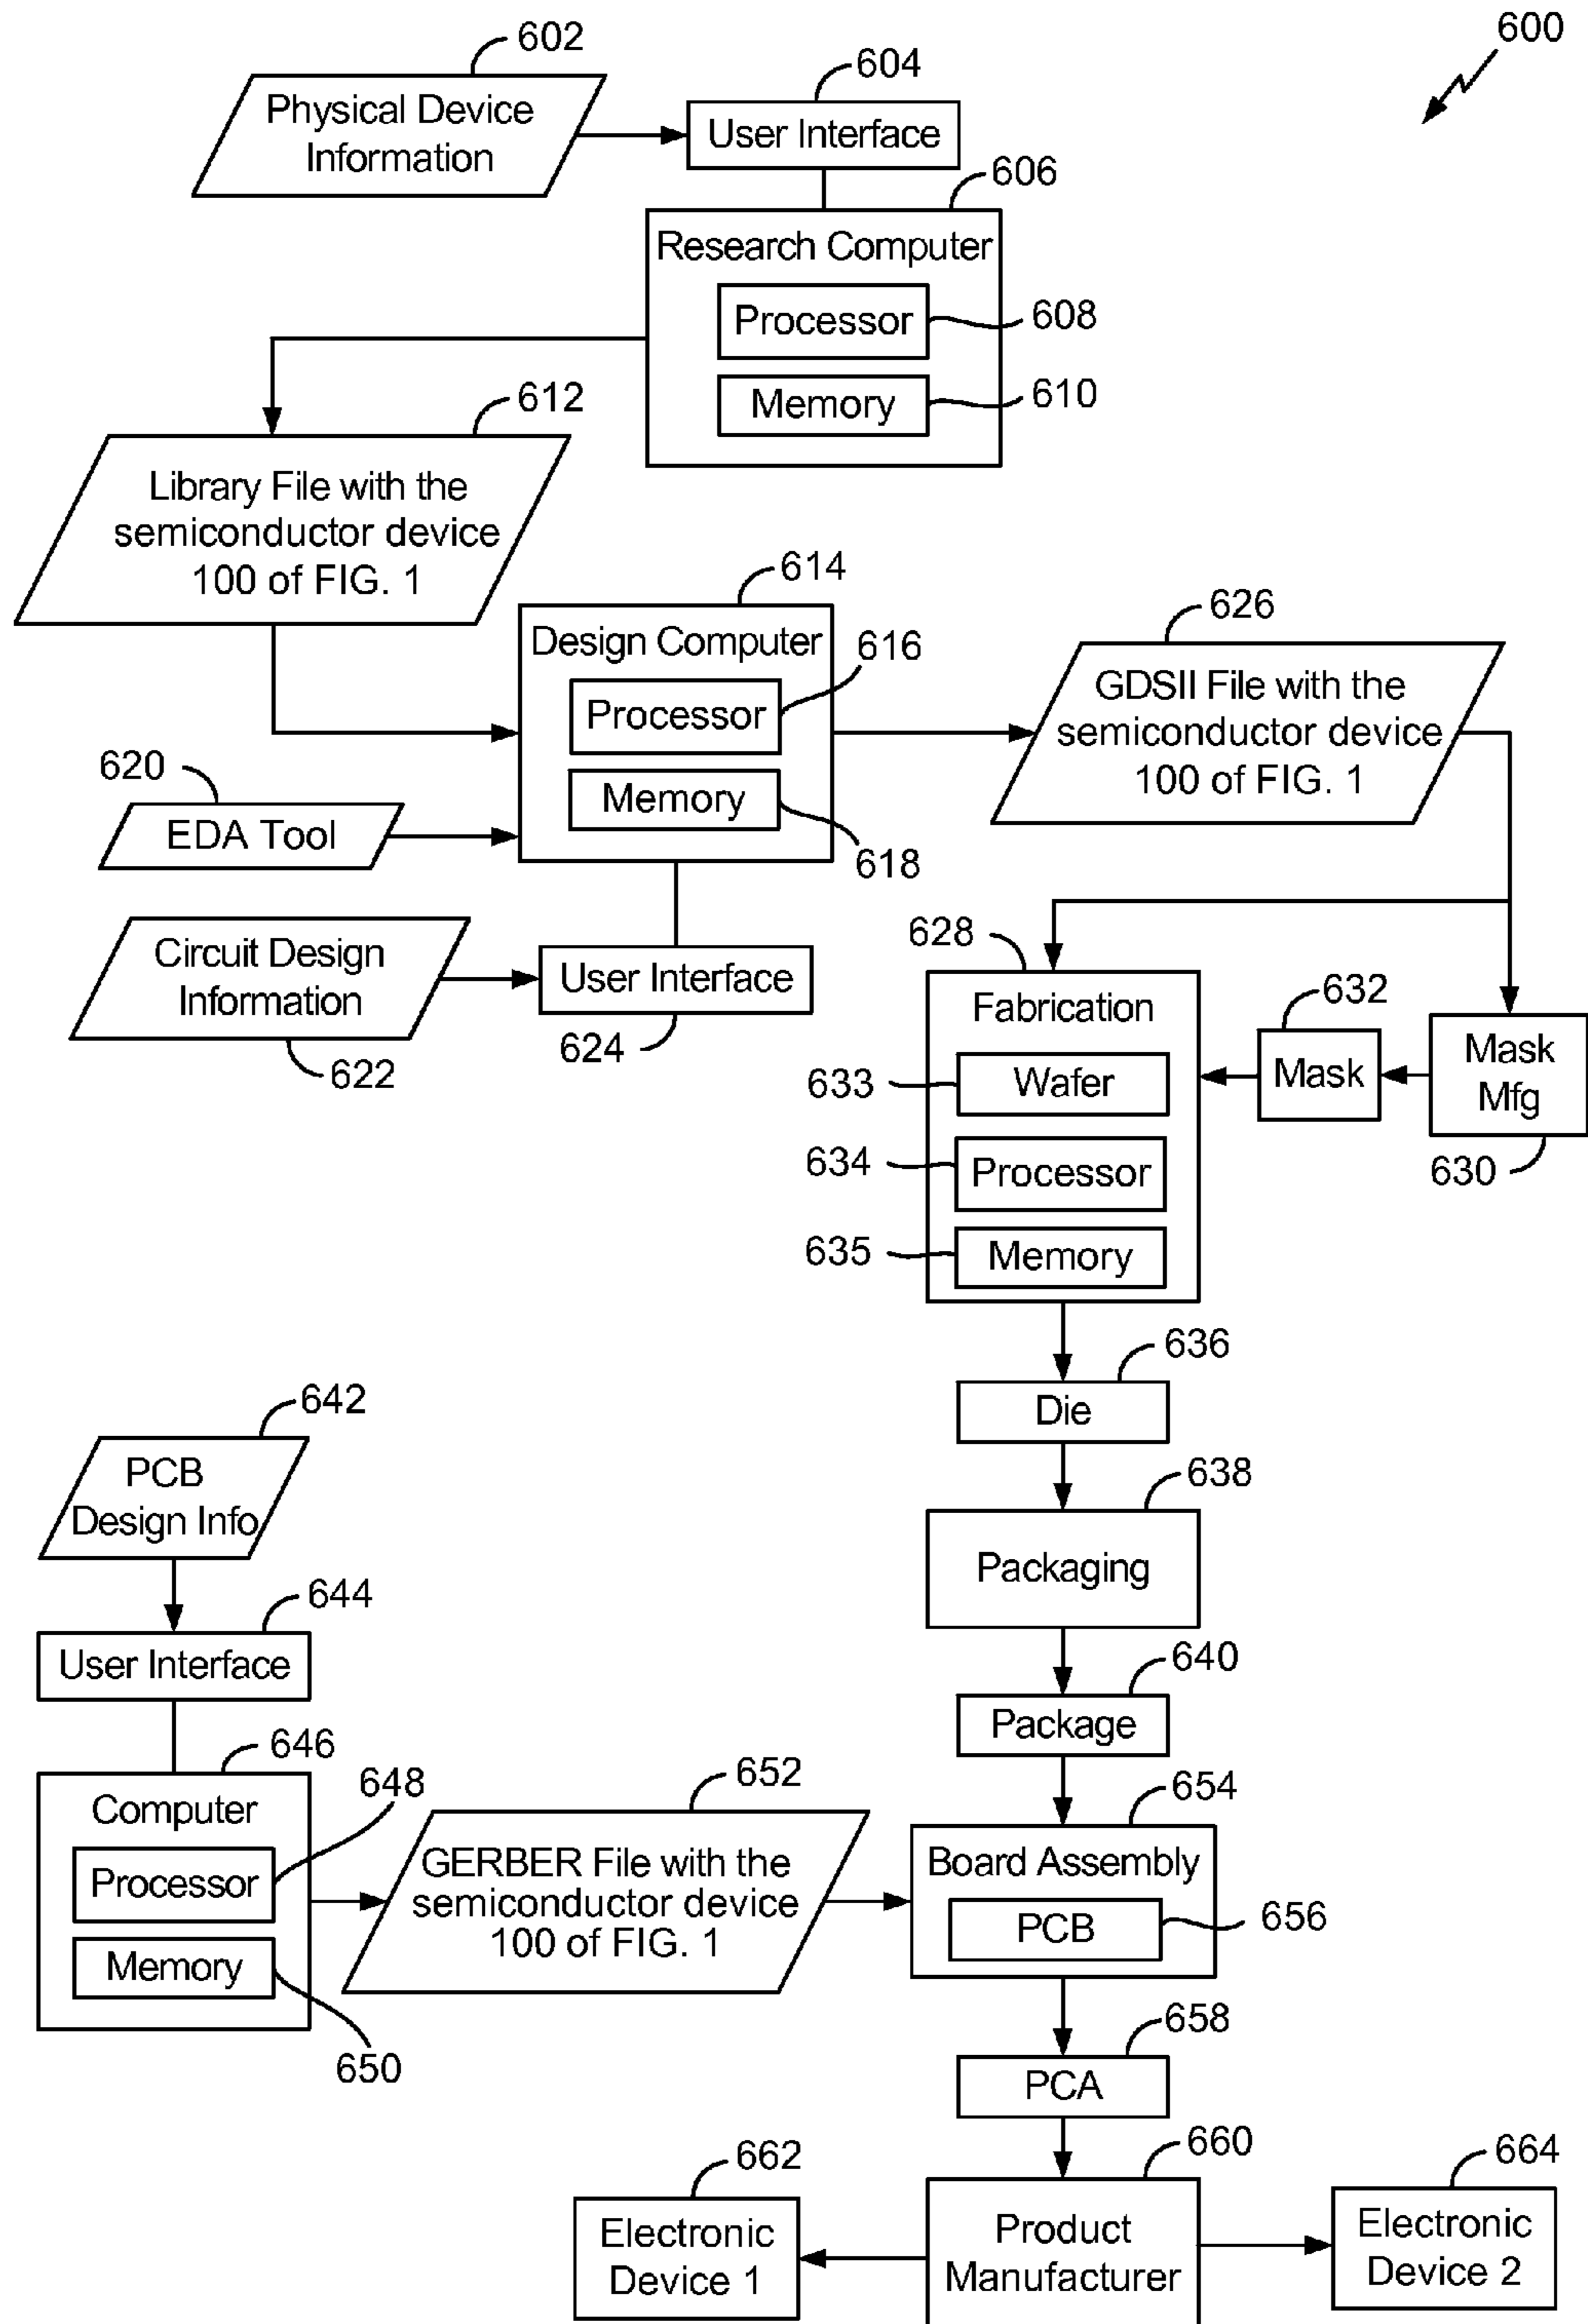 600
602
Physical Device
Information
604
User Interface
606
Research Computer
Processor
608
Memory
610
612
Library File with the
semiconductor device
100 of FIG. 1
614
Design Computer
616
Processor
Memory
618
620
EDA Tool
Circuit Design
Information
622
User Interface
624
626
GDSII File with the
semiconductor device
100 of FIG. 1
628
Fabrication
633
Wafer
634
Processor
635
Memory
632
Mask
Mask
Mfg
630
636
Die
638
Packaging
640
Package
642
PCB
Design Info
644
User Interface
646
Computer
648
Processor
Memory
650
652
GERBER File with the
semiconductor device
100 of FIG. 1
654
Board Assembly
PCB
656
658
PCA
660
Product
Manufacturer
662
Electronic
Device 1
664
Electronic
Device 2